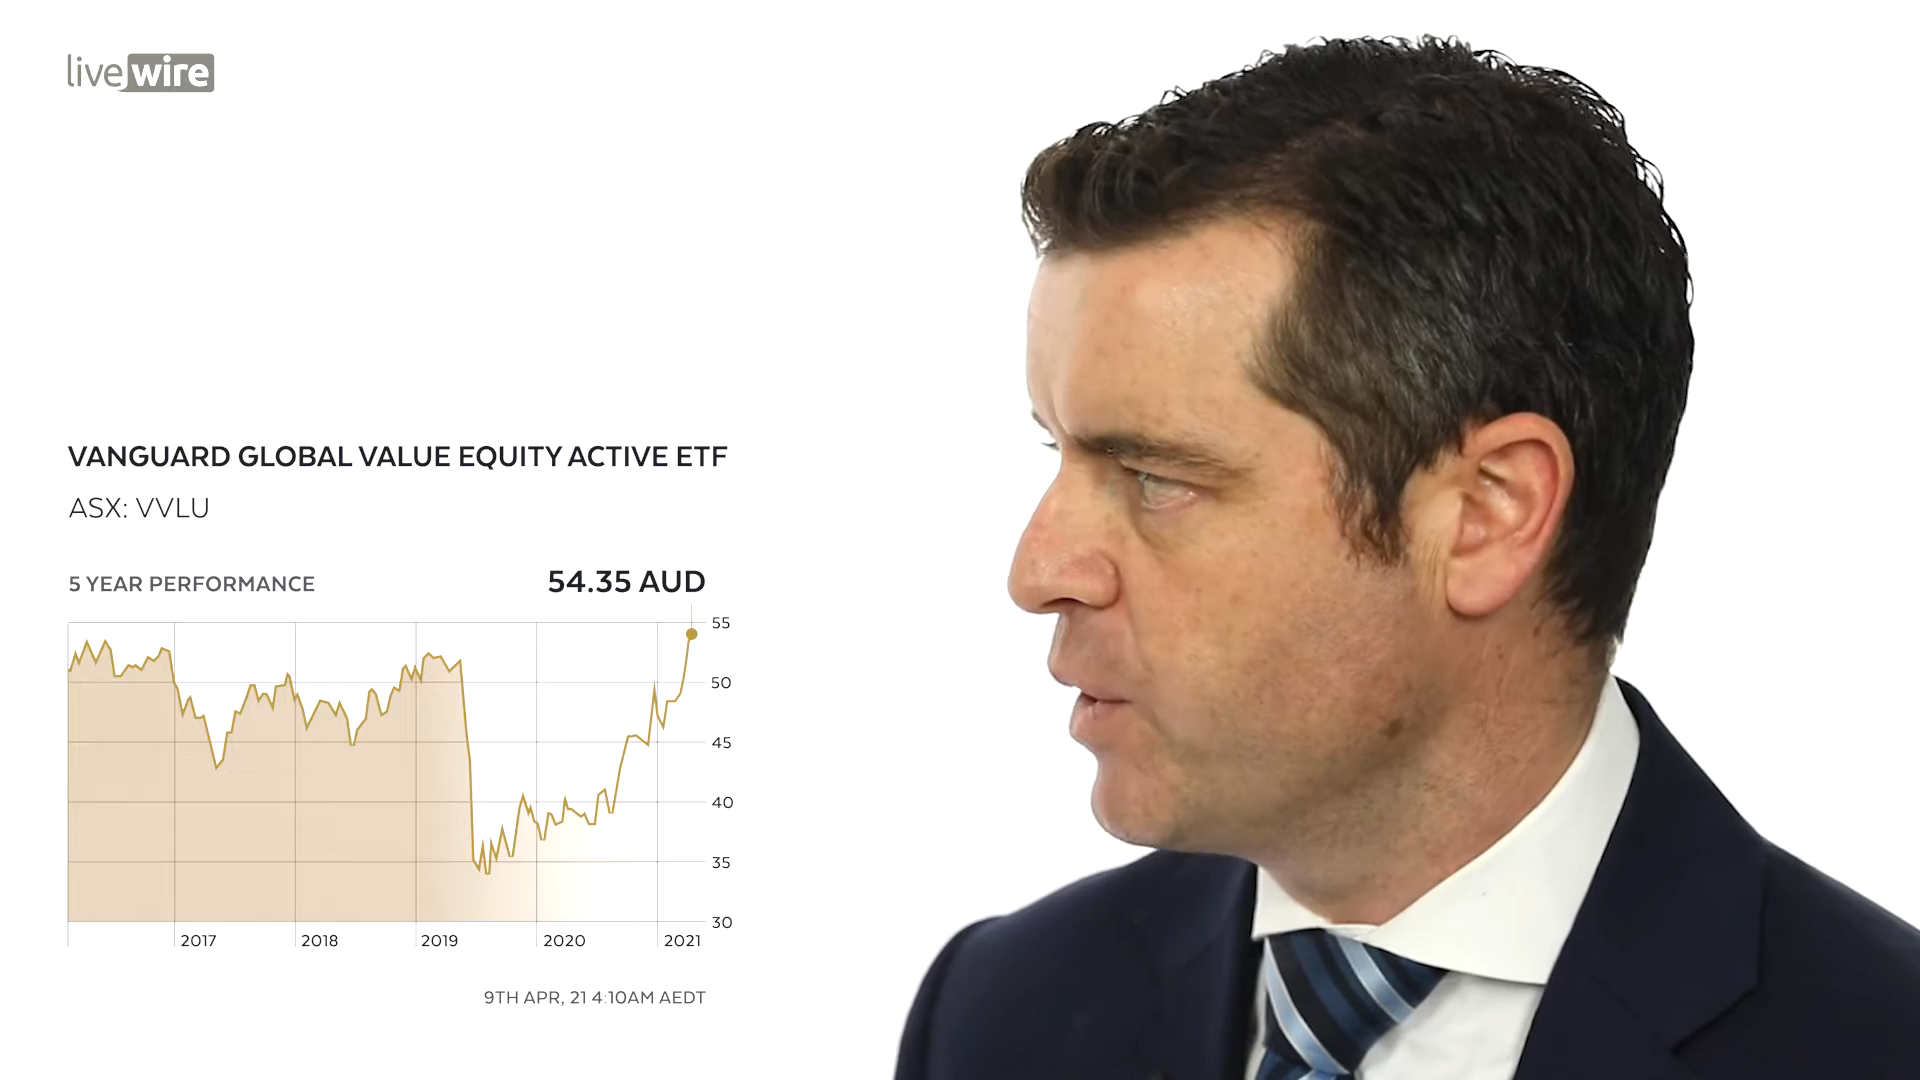 livewire
VANGUARD GLOBAL VALUE EQUITY ACTIVE ETF
ASX: VVLU
5 YEAR PERFORMANCE
54.35 AUD
55
50
45
40
35
30
2017 2018 2019 2020 2021
9TH APR, 21 4:10AM AEDT